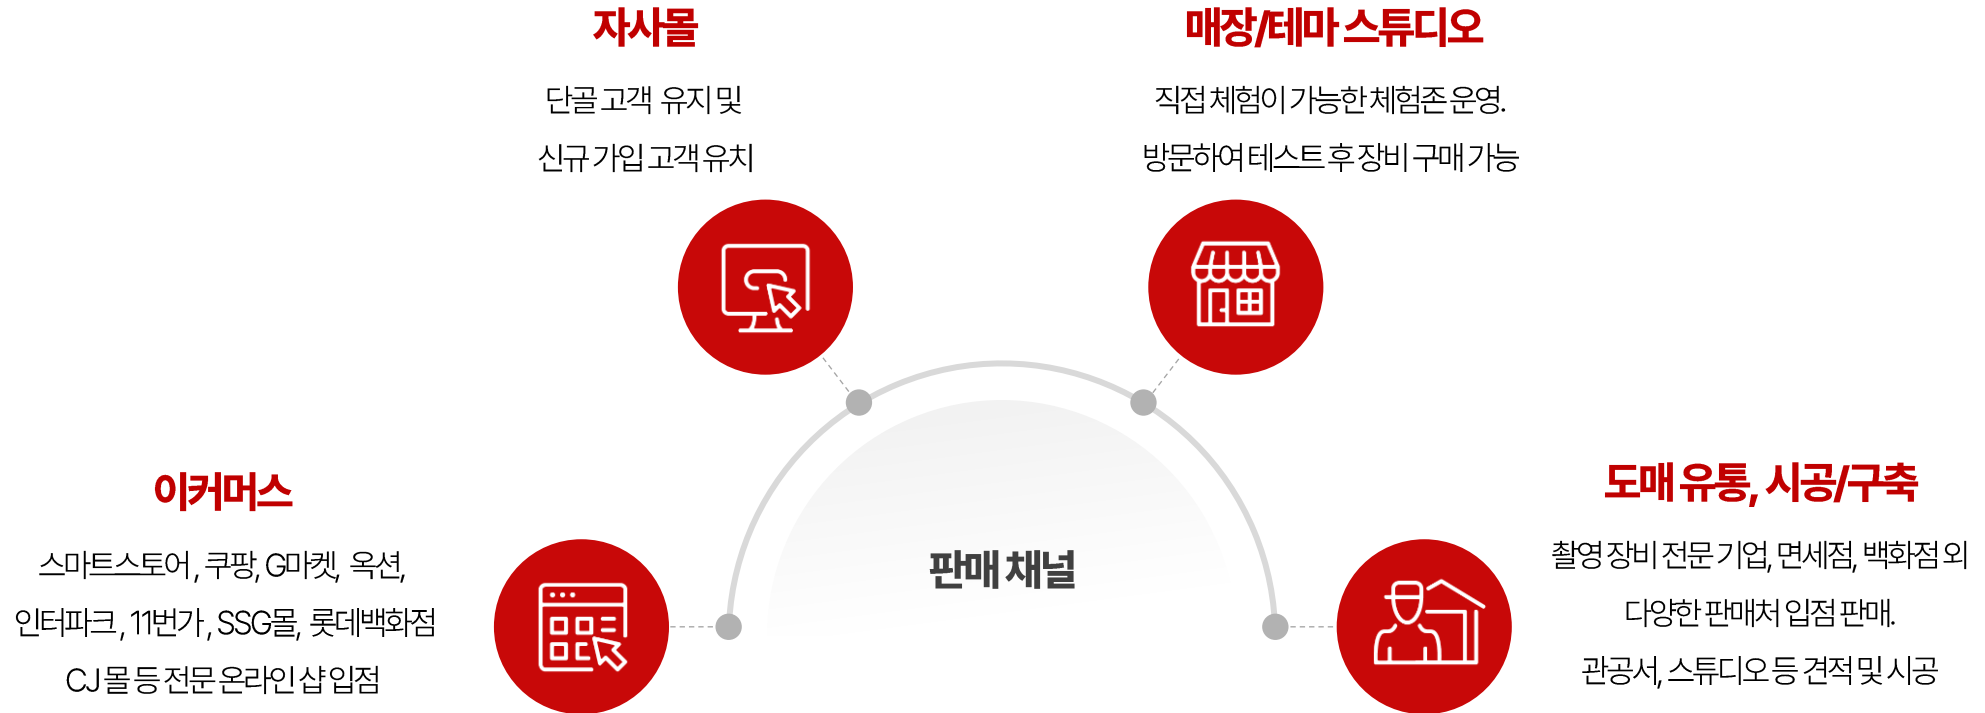 자사몰
단골 고객 유지 및
신규 가입 고객 유치
매장/테마 스튜디오
직접 체험이 가능한 체험존 운영.
방문하여 테스트 후 장비 구매 가능
이커머스
스마트스토어 , 쿠팡, G마켓, 옥션,
인터파크 , 11번가 , SSG몰, 롯데백화점
CJ 몰 등 전문 온라인 샵 입점
판매 채널
도매 유통, 시공/구축
촬영 장비 전문 기업, 면세점, 백화점 외
다양한 판매처 입점 판매.
관공서, 스튜디오 등 견적 및 시공